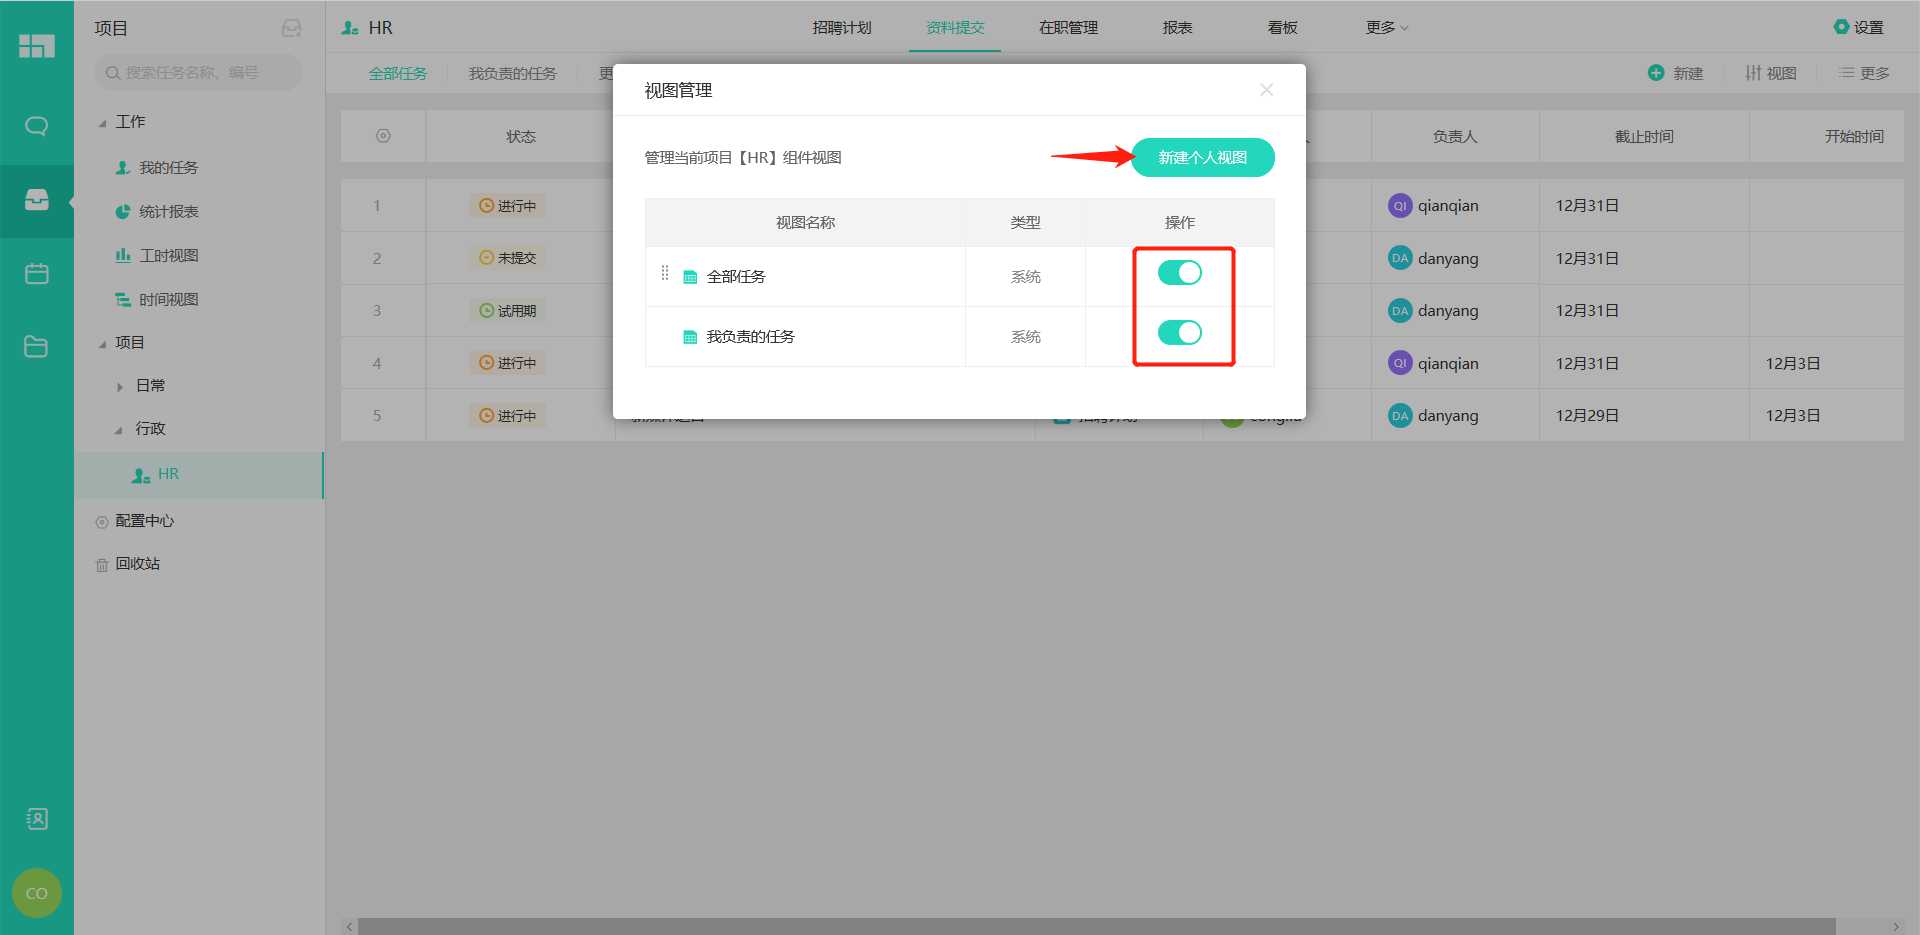 项目
搜索任务名称、编号
工作
我的任务
统计报表
工时视图
时间视图
项目
日常
行政
HR
配置中心
回收站
CO
HR
招聘计划 资料提交 在职管理 报表 看板 更多
设置
全部任务 我负责的任务
新建 视图 更多
状态 负责人 截止时间 开始时间
1 进行中 QI qianqian 12月31日
2 未提交 DA danyang 12月31日
3 试用期 DA danyang 12月31日
4 进行中 QI qianqian 12月31日 12月3日
5 进行中 DA danyang 12月29日 12月3日
视图管理
管理当前项目【HR】组件视图
新建个人视图
视图名称 类型 操作
全部任务 系统
我负责的任务 系统